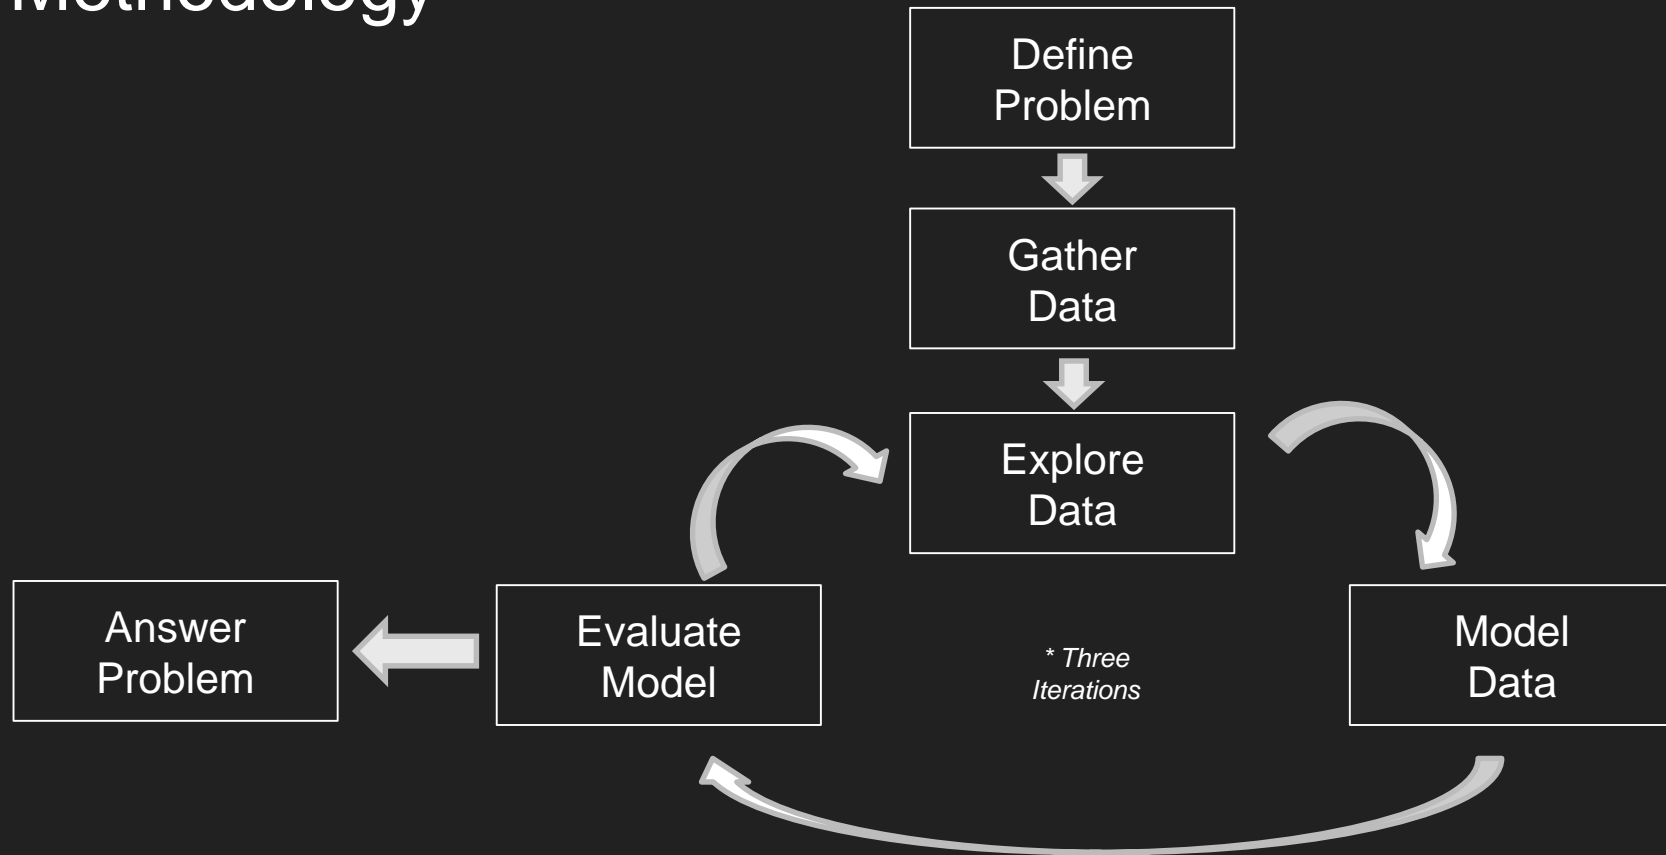 Methodology
Define
Problem
Gather
Data
Explore
Data
Answer
Problem
Evaluate
Model
* Three
Iterations
Model
Data